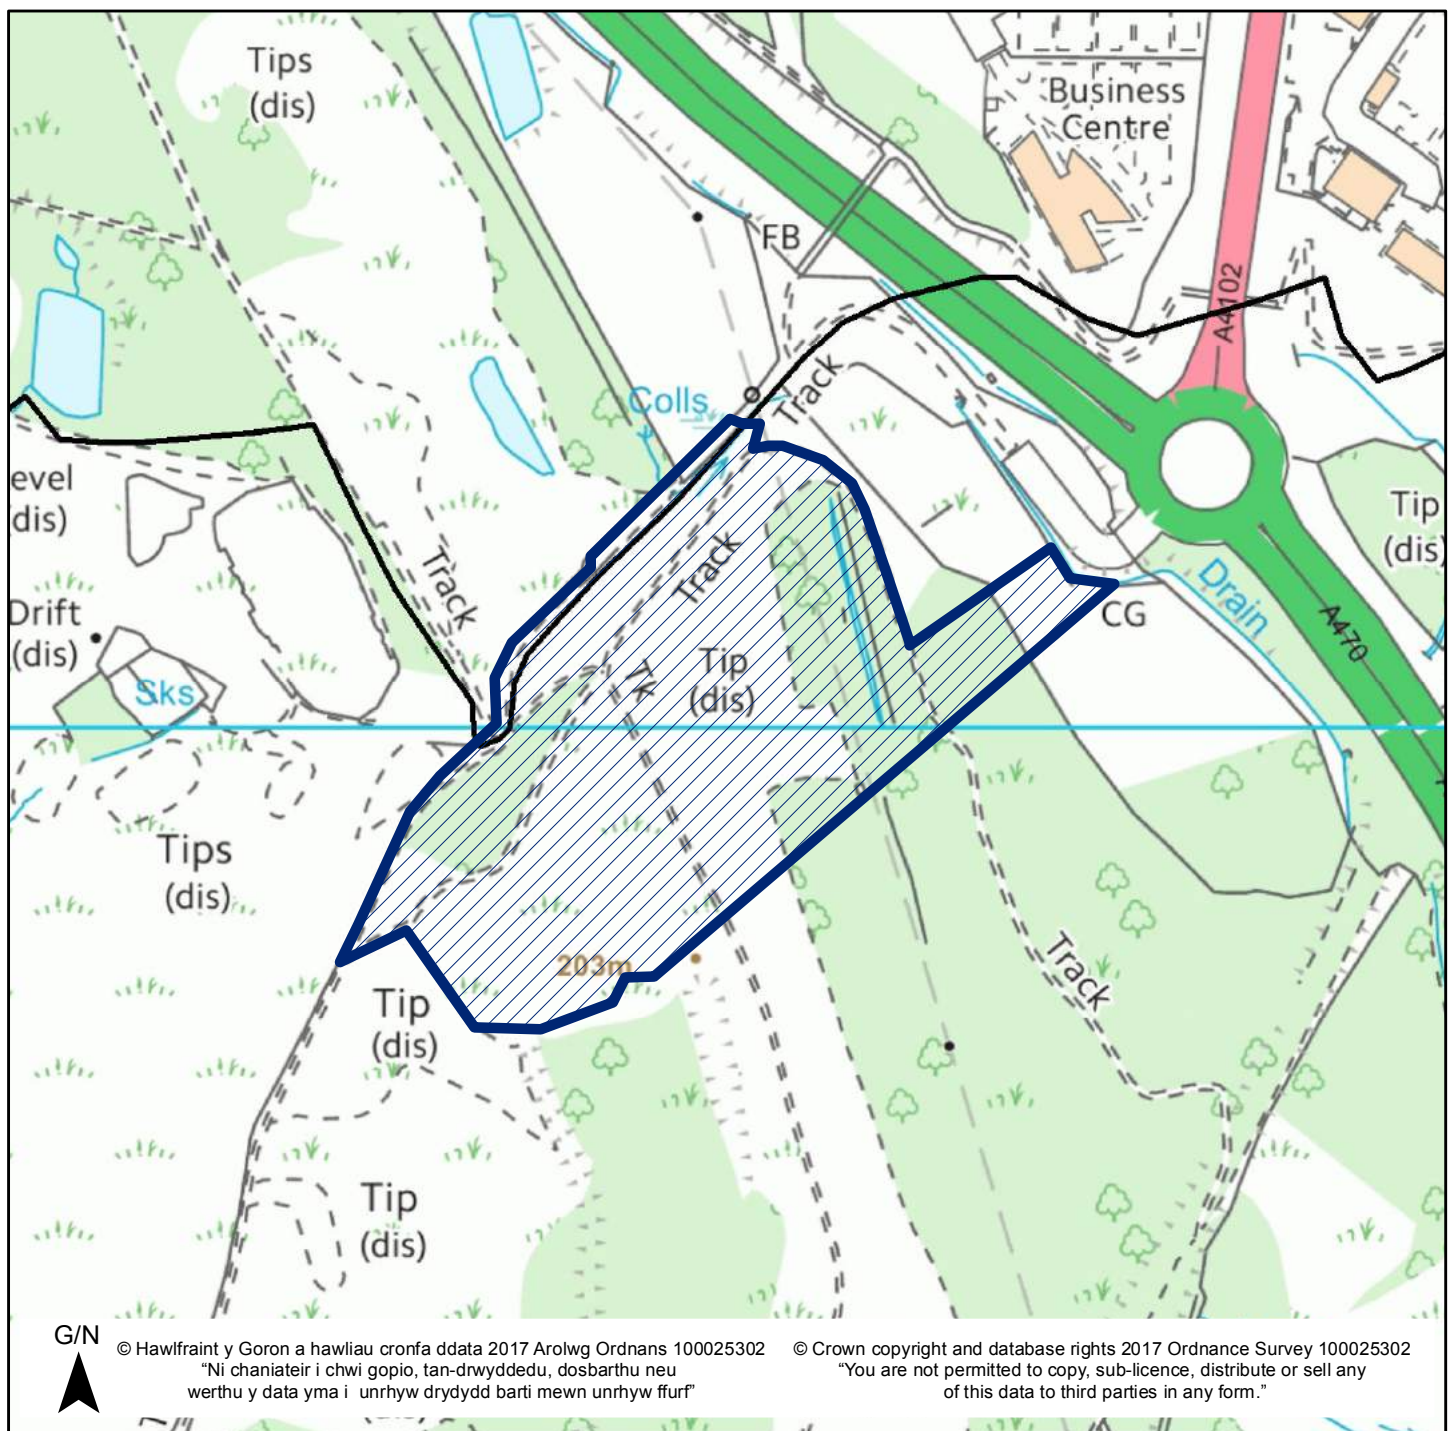 Tips
(dis)
Business
Centre
FB
A4102
Colls
Track
evel
dis)
Tip
(dis)
Track
Track
Drift
(dis)
Drain
CG
A470
Tk
Tip
(dis)
Sks
Tips
(dis)
203m
Track
Tip
(dis)
Tip
(dis)
G/N
© Hawlfraint y Goron a hawliau cronfa ddata 2017 Arolwg Ordnans 100025302
“Ni chaniateir i chwi gopio, tan-drwyddedu, dosbarthu neu
werthu y data yma i unrhyw drydydd barti mewn unrhyw ffurf”
© Crown copyright and database rights 2017 Ordnance Survey 100025302
“You are not permitted to copy, sub-licence, distribute or sell any
of this data to third parties in any form.”